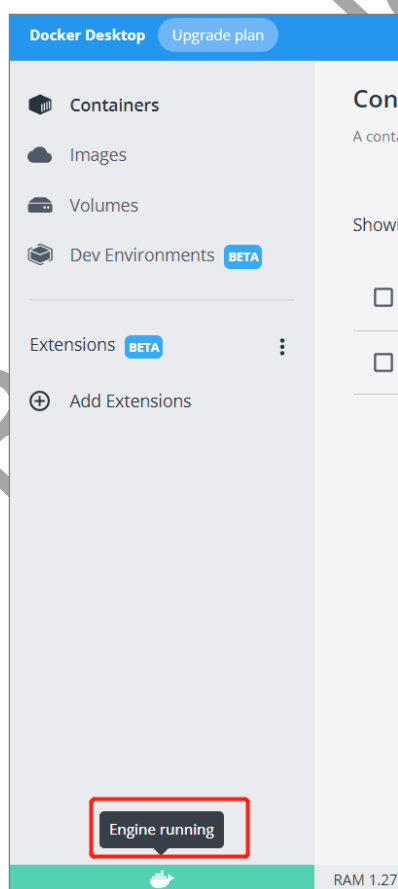 Docker Desktop Upgrade plan
Containers
Images
Volumes
Dev Environments BETA
Extensions BETA
Add Extensions
Engine running
Con
A conta
Showi
RAM 1.27